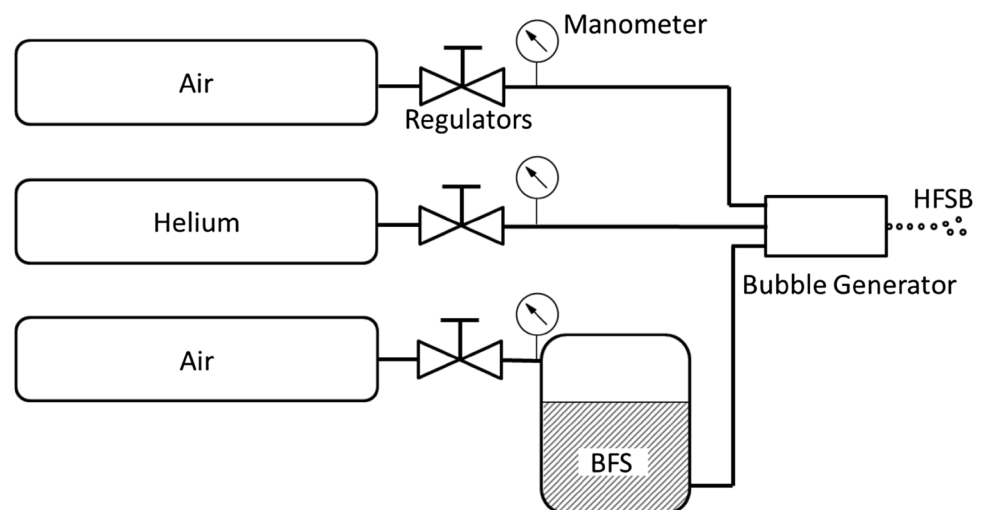 Manometer
Air
Regulators
Helium
HFSB
Bubble Generator
Air
BFS